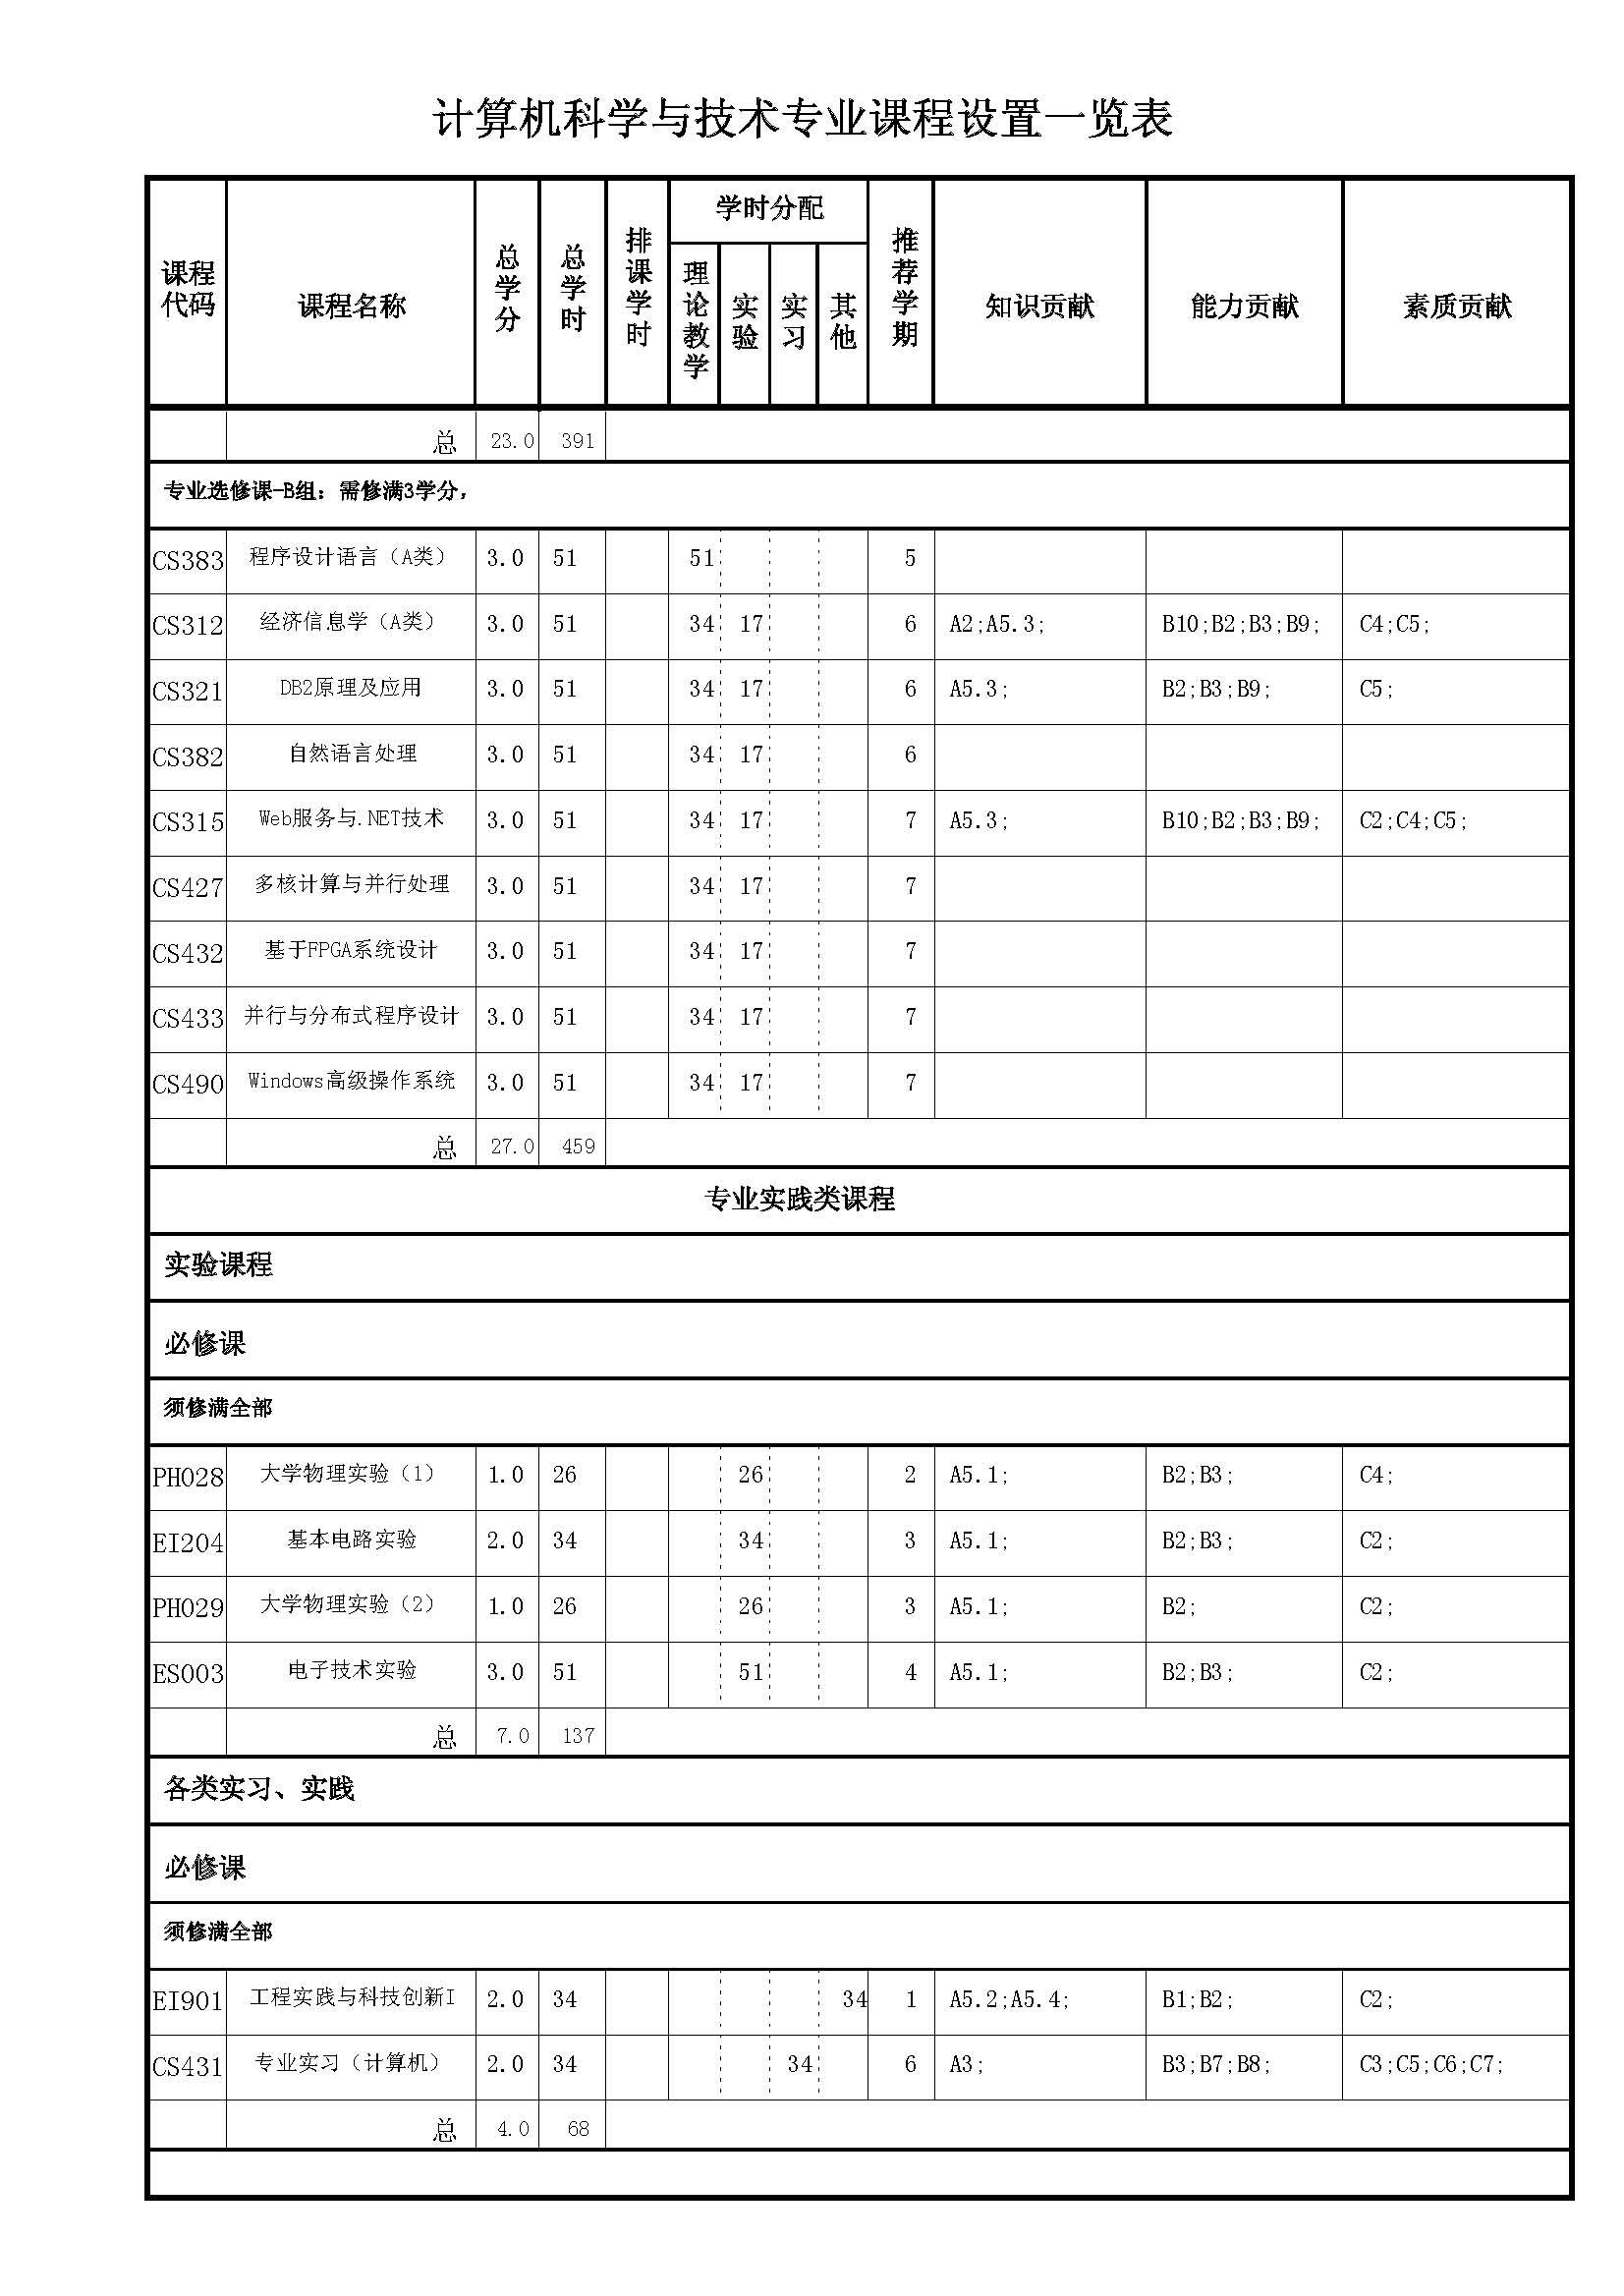 计算机科学与技术专业课程设置一览表
课程代码 课程名称 总学分 总学时 排课学时 学时分配 理论教学 实验 实习 其他 推荐学期 知识贡献 能力贡献 素质贡献
总 23.0 391
专业选修课-B组：需修满3学分，
CS383 程序设计语言（A类） 3.0 51 51 5
CS312 经济信息学（A类） 3.0 51 34 17 6 A2;A5.3; B10;B2;B3;B9; C4;C5;
CS321 DB2原理及应用 3.0 51 34 17 6 A5.3; B2;B3;B9; C5;
CS382 自然语言处理 3.0 51 34 17 6
CS315 Web服务与.NET技术 3.0 51 34 17 7 A5.3; B10;B2;B3;B9; C2;C4;C5;
CS427 多核计算与并行处理 3.0 51 34 17 7
CS432 基于FPGA系统设计 3.0 51 34 17 7
CS433 并行与分布式程序设计 3.0 51 34 17 7
CS490 Windows高级操作系统 3.0 51 34 17 7
总 27.0 459
专业实践类课程
实验课程
必修课
须修满全部
PH028 大学物理实验（1） 1.0 26 26 2 A5.1; B2;B3; C4;
EI204 基本电路实验 2.0 34 34 3 A5.1; B2;B3; C2;
PH029 大学物理实验（2） 1.0 26 26 3 A5.1; B2; C2;
ES003 电子技术实验 3.0 51 51 4 A5.1; B2;B3; C2;
总 7.0 137
各类实习、实践
必修课
须修满全部
EI901 工程实践与科技创新I 2.0 34 34 1 A5.2;A5.4; B1;B2; C2;
CS431 专业实习（计算机） 2.0 34 34 6 A3; B3;B7;B8; C3;C5;C6;C7;
总 4.0 68